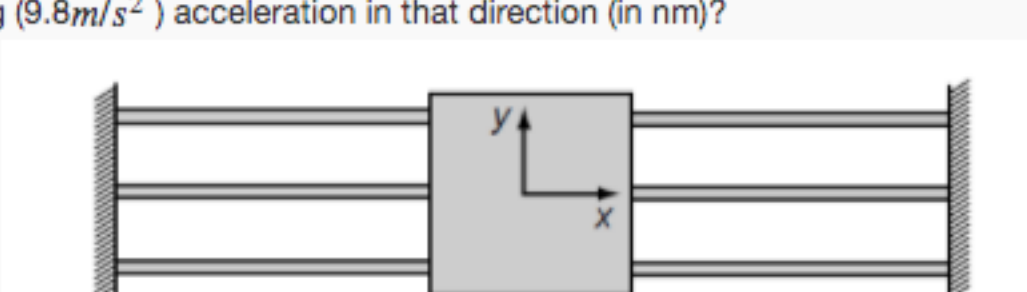 (9.8m/s² ) acceleration in that direction (in nm)?
y
x